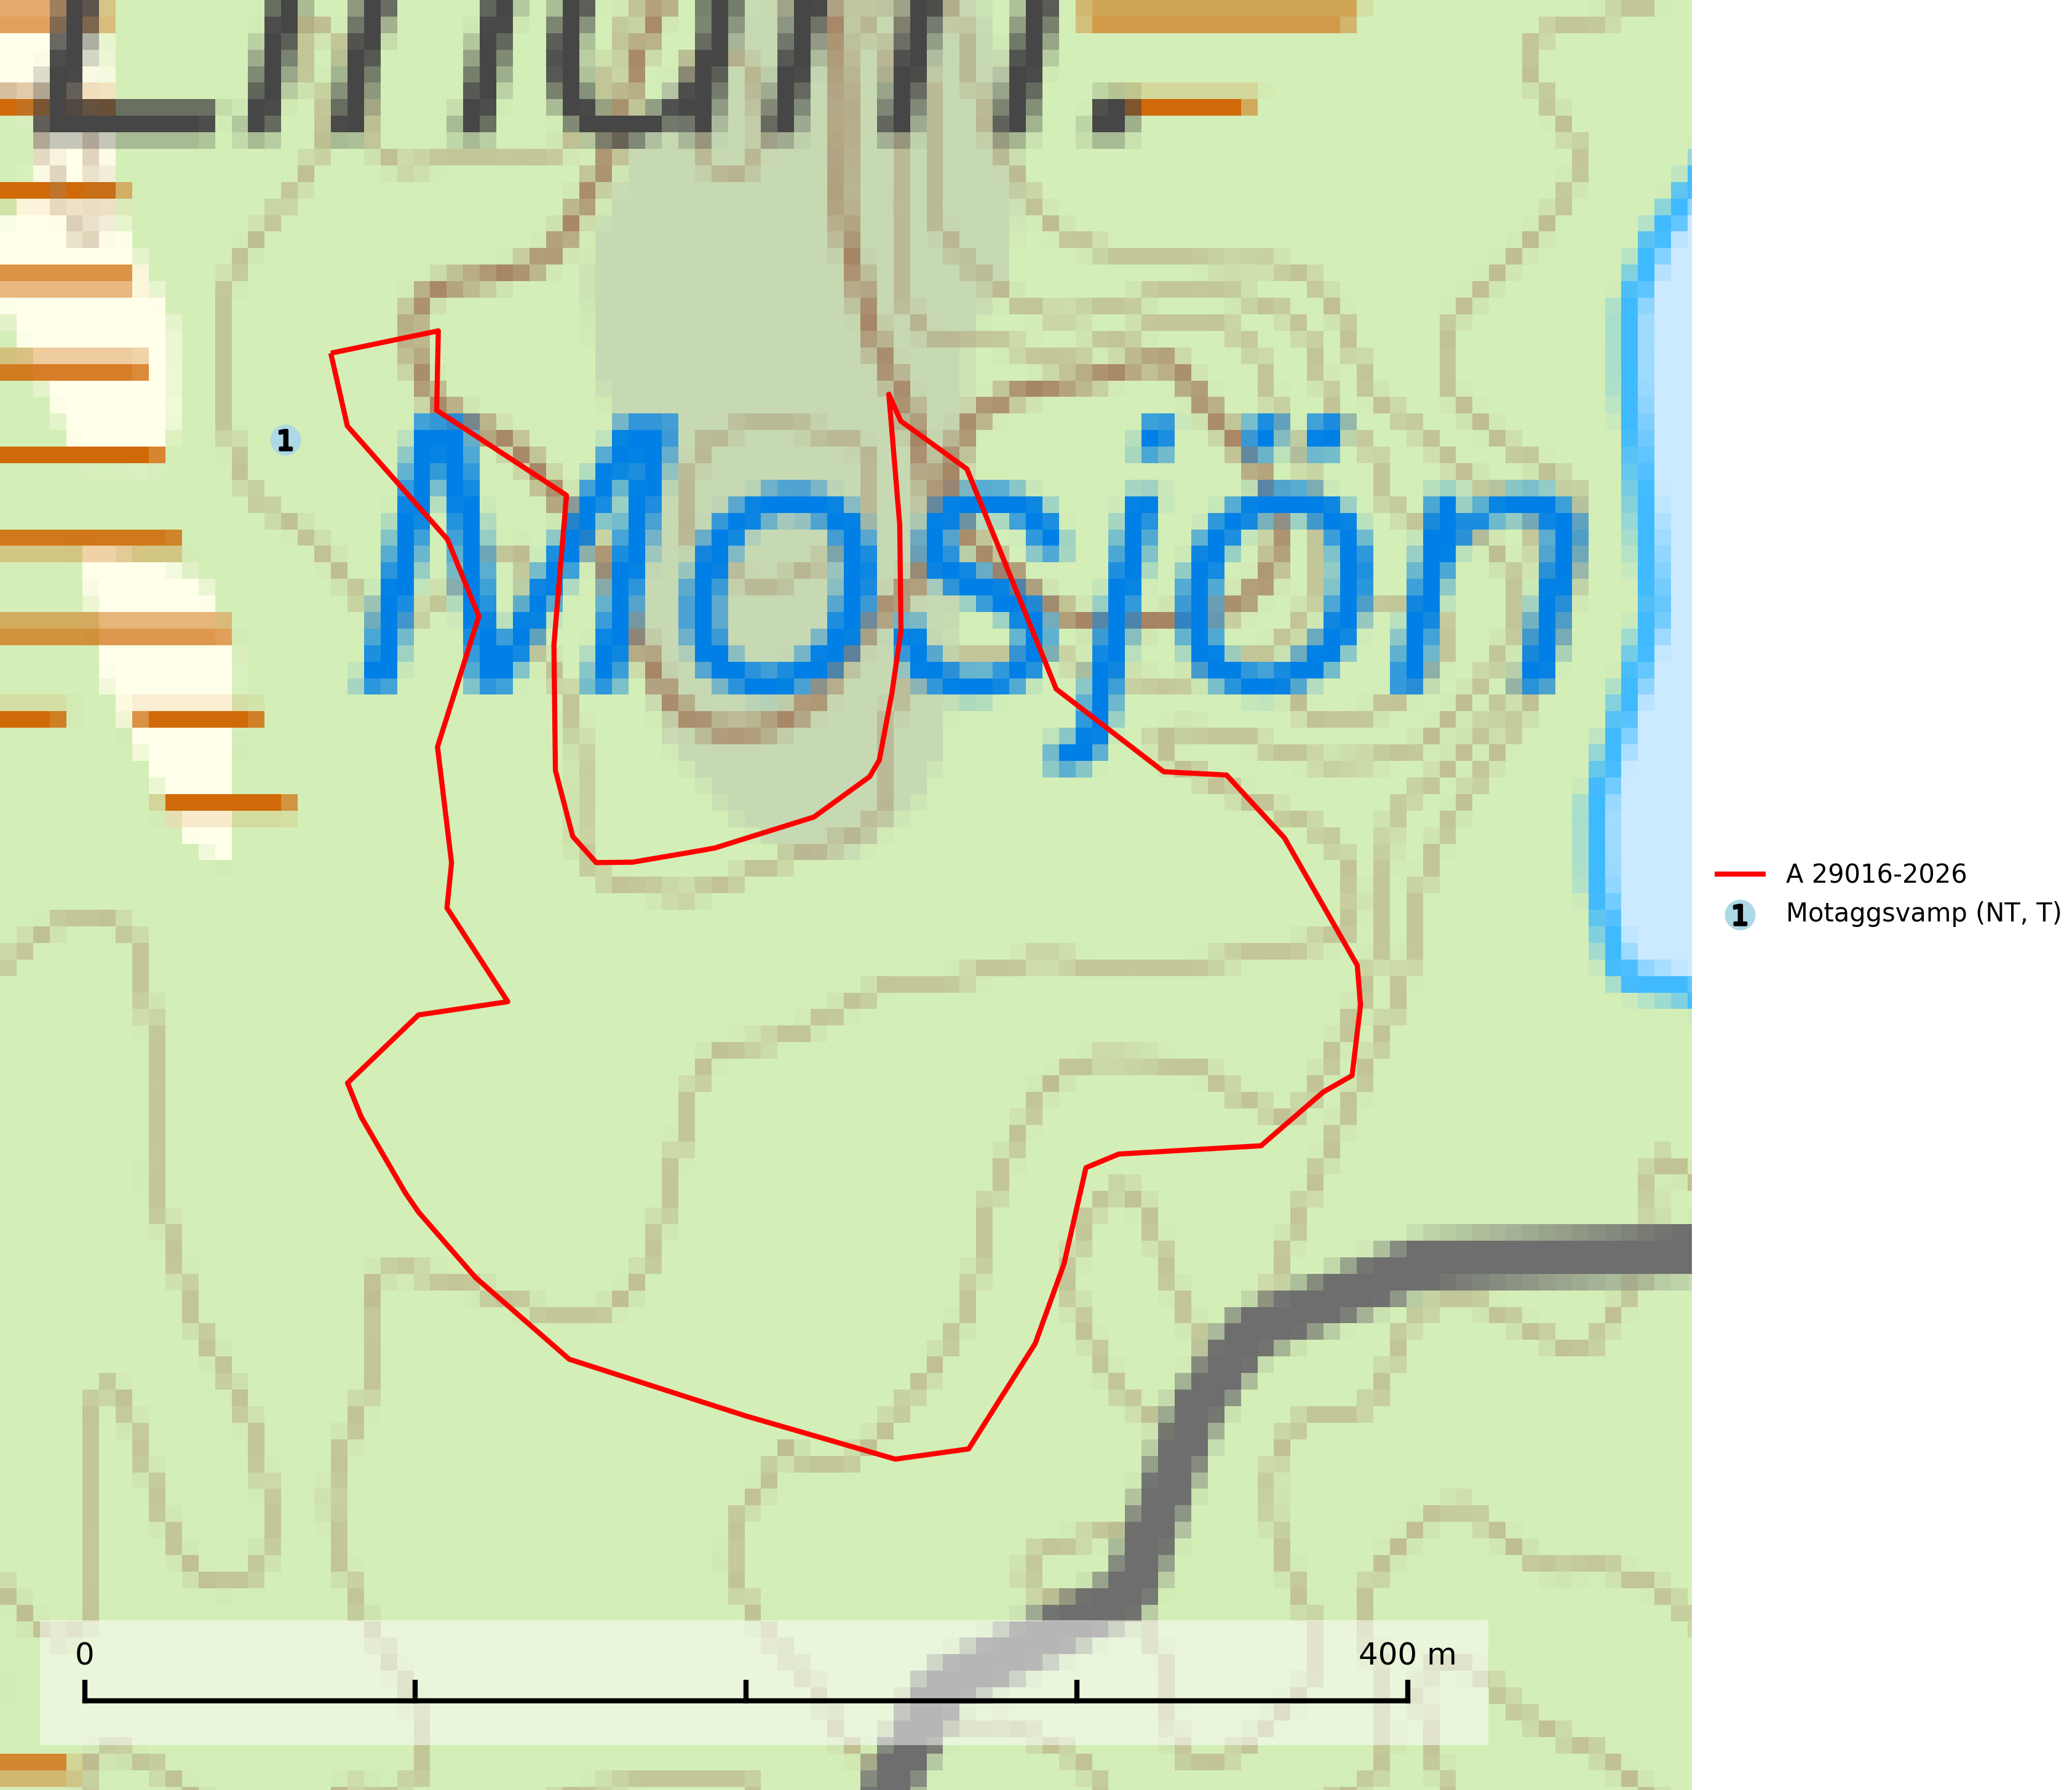 1
Mosjön
A 29016-2026
1 Motaggsvamp (NT, T)
0 400 m